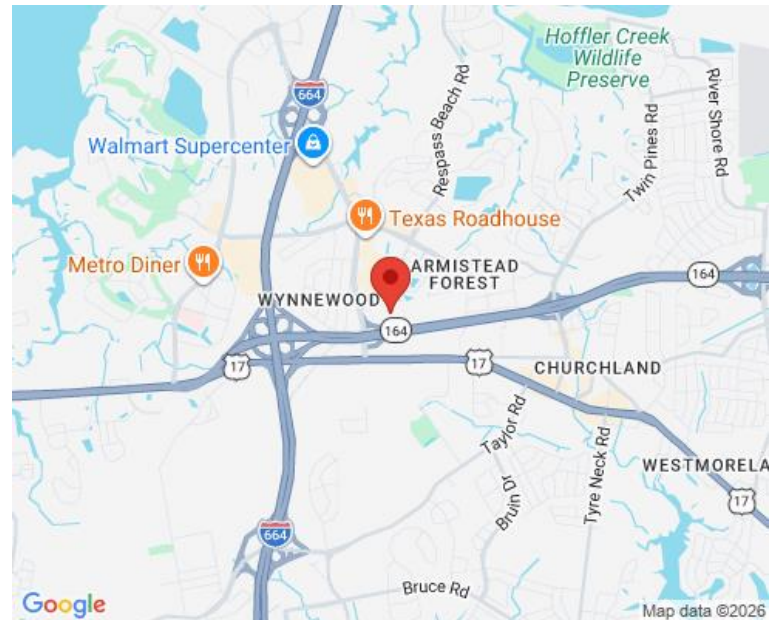 Hoffler Creek
Wildlife
Preserve
River Shore Rd
664
Respass Beach Rd
Walmart Supercenter
Twin Pines Rd
Texas Roadhouse
Metro Diner
ARMISTEAD
FOREST
164
WYNNEWOOD
164
17
17
CHURCHLAND
Taylor Rd
Tyre Neck Rd
WESTMORELA
17
Bruin Dr
664
Bruce Rd
Google
Map data ©2026